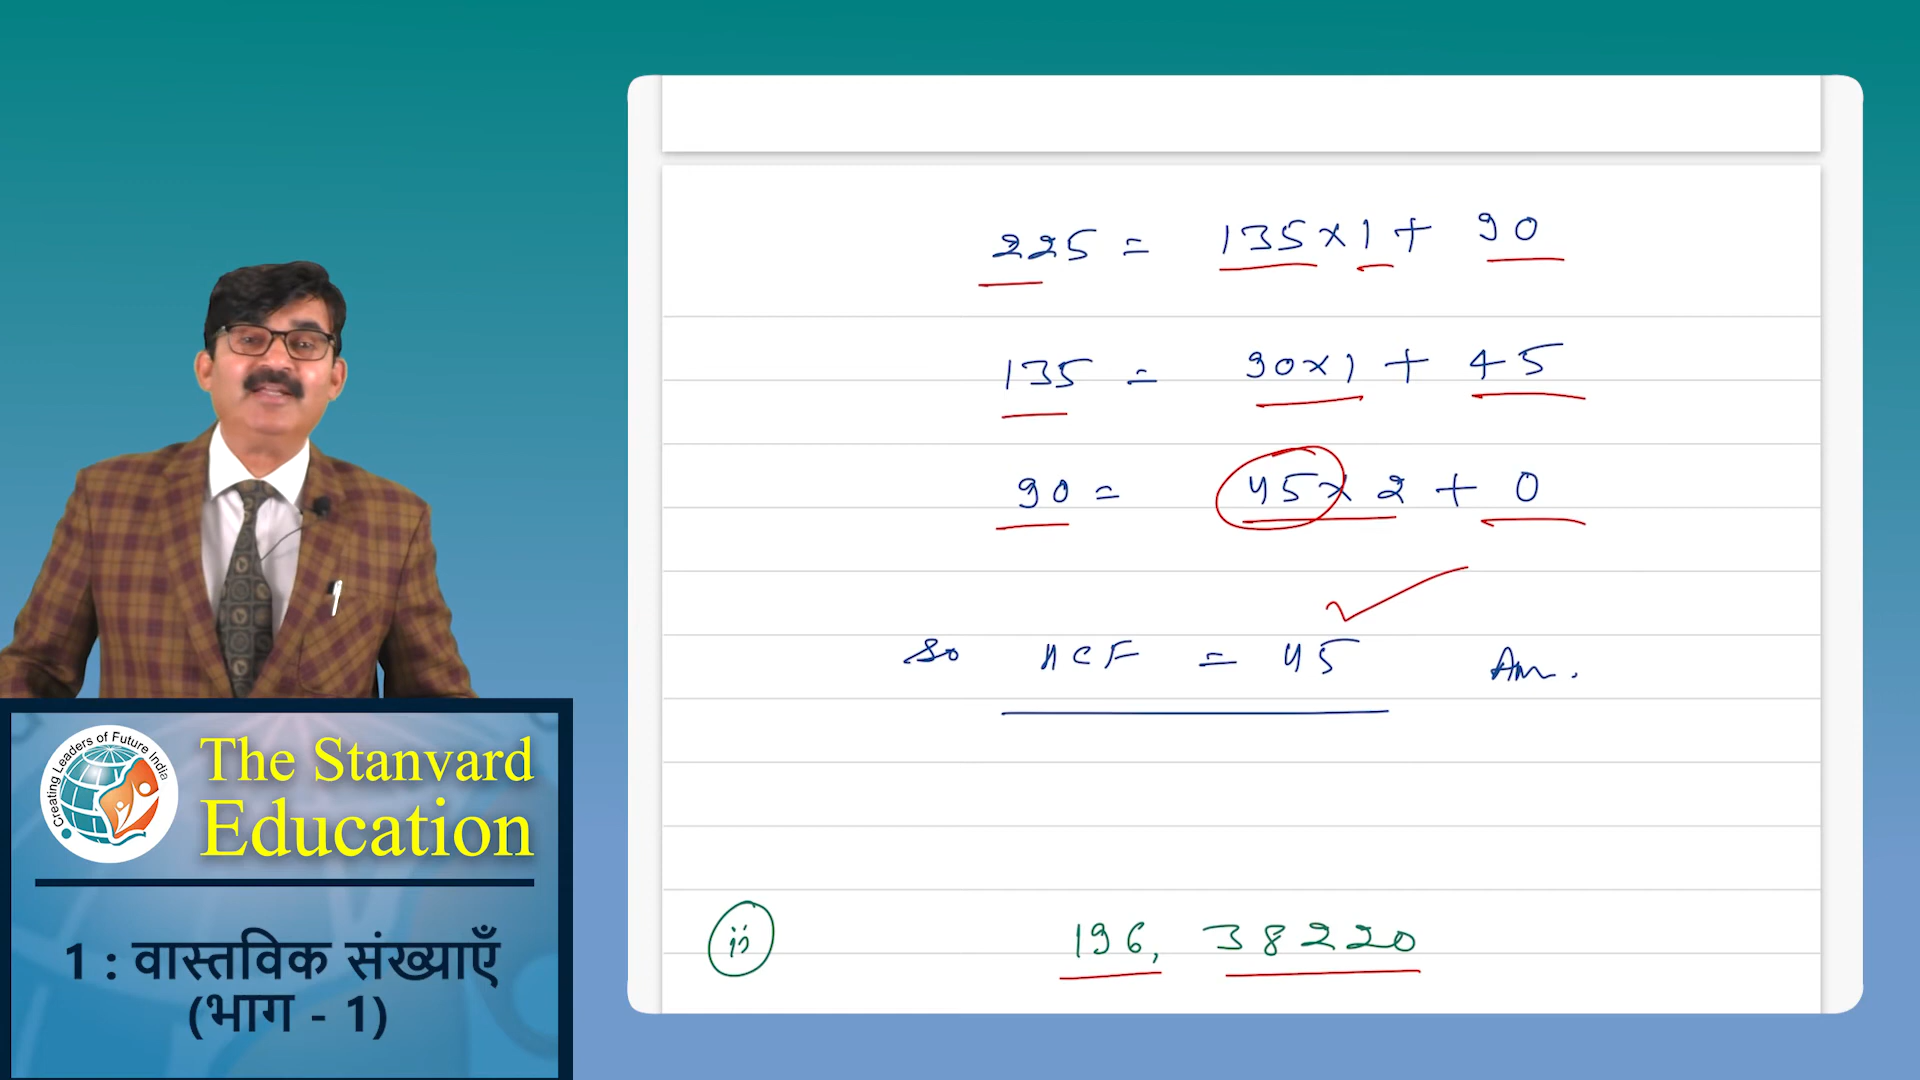 225 = 135 × 1 + 90
135 = 90 × 1 + 45
90 = 45 × 2 + 0
So HCF = 45 Ans.
(ii) 196, 38220
Creating Leaders of Future India
The Stanvard
Education
1 : वास्तविक संख्याएँ
(भाग - 1)